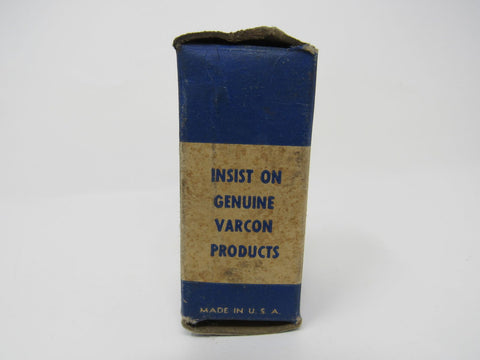 INSIST ON
GENUINE
VARCON
PRODUCTS
MADE IN U. S. A.